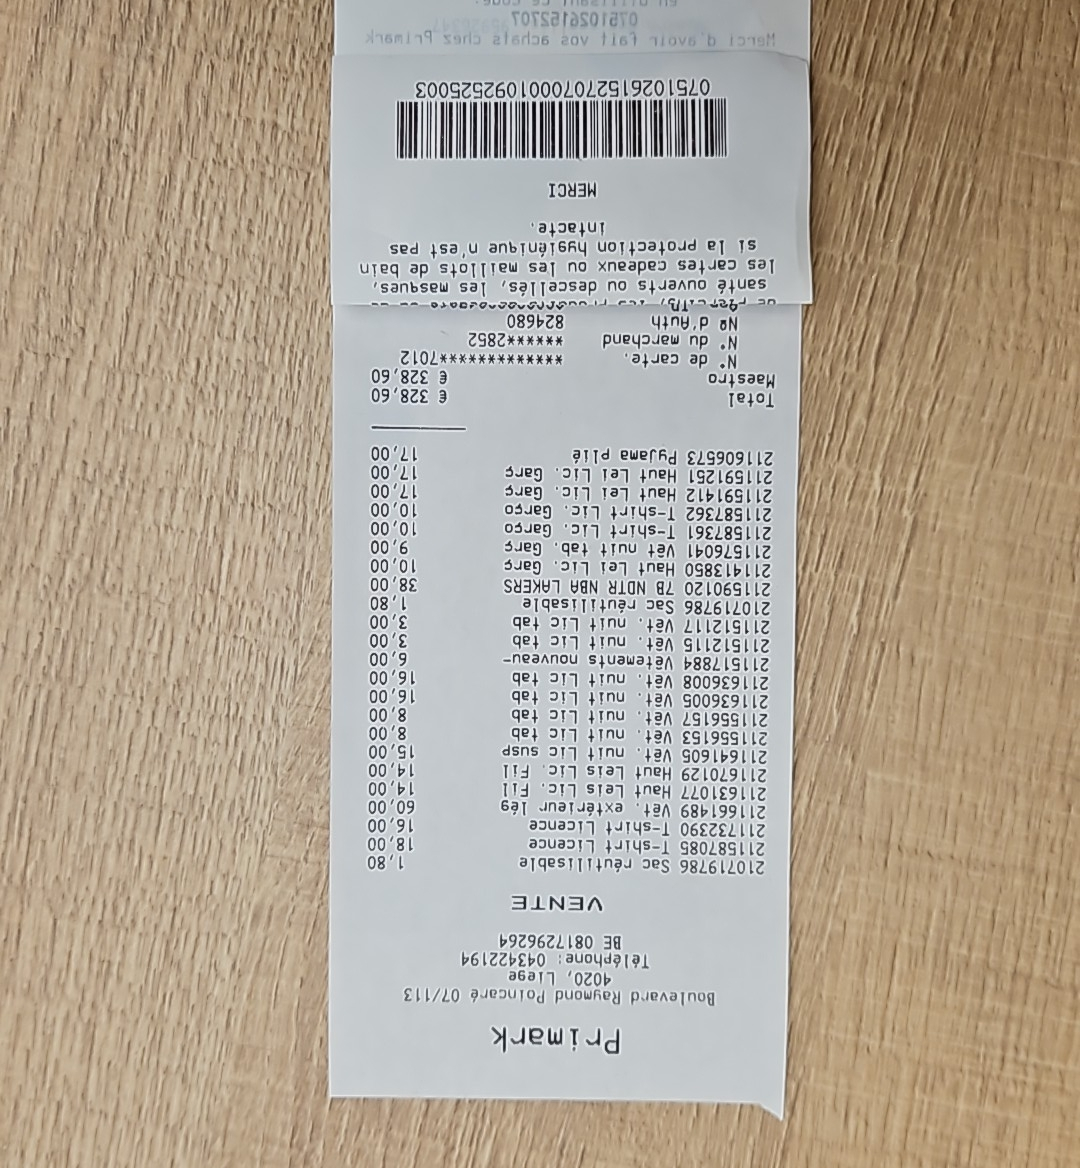 Primark
Boulevard Raymond Poincaré 07/113
4020, Liege
Téléphone: 043422194
BE 0817296264
VENTE
210719786 Sac réutilisable 1,80
211587085 T-shirt Licence 18,00
211732390 T-shirt Licence 16,00
211661489 Vêt. extérieur lég 60,00
211631077 Haut Leis Lic. Fil 14,00
211670129 Haut Leis Lic. Fil 14,00
211641605 Vêt. nuit Lic susp 15,00
211556153 Vêt. nuit Lic tab 8,00
211556157 Vêt. nuit Lic tab 8,00
211636005 Vêt. nuit Lic tab 16,00
211636008 Vêt. nuit Lic tab 16,00
211517884 Vêtements nouveau- 6,00
211512115 Vêt. nuit Lic tab 3,00
211512117 Vêt. nuit Lic tab 3,00
210719786 Sac réutilisable 1,80
211590120 7B NDTR NBA LAKERS 38,00
211413850 Haut Lei Lic. Garç 10,00
211576041 Vêt nuit tab. Garç 9,00
211587361 T-shirt Lic. Garço 10,00
211587362 T-shirt Lic. Garço 10,00
211591412 Haut Lei Lic. Garç 17,00
211591251 Haut Lei Lic. Garç 17,00
211606573 Pyjama plié 17,00
Total € 328,60
Maestro € 328,60
N° de carte. ***************7012
N° du marchand *******2852
Nº d'Auth 824680
santé ouverts ou descellés, les masques,
les cartes cadeaux ou les maillots de bain
si la protection hygiénique n'est pas
intacte.
MERCI
07510261527070001092525003
Merci d'avoir fait vos achats chez Primark
0751026152707
en utilisant ce code: